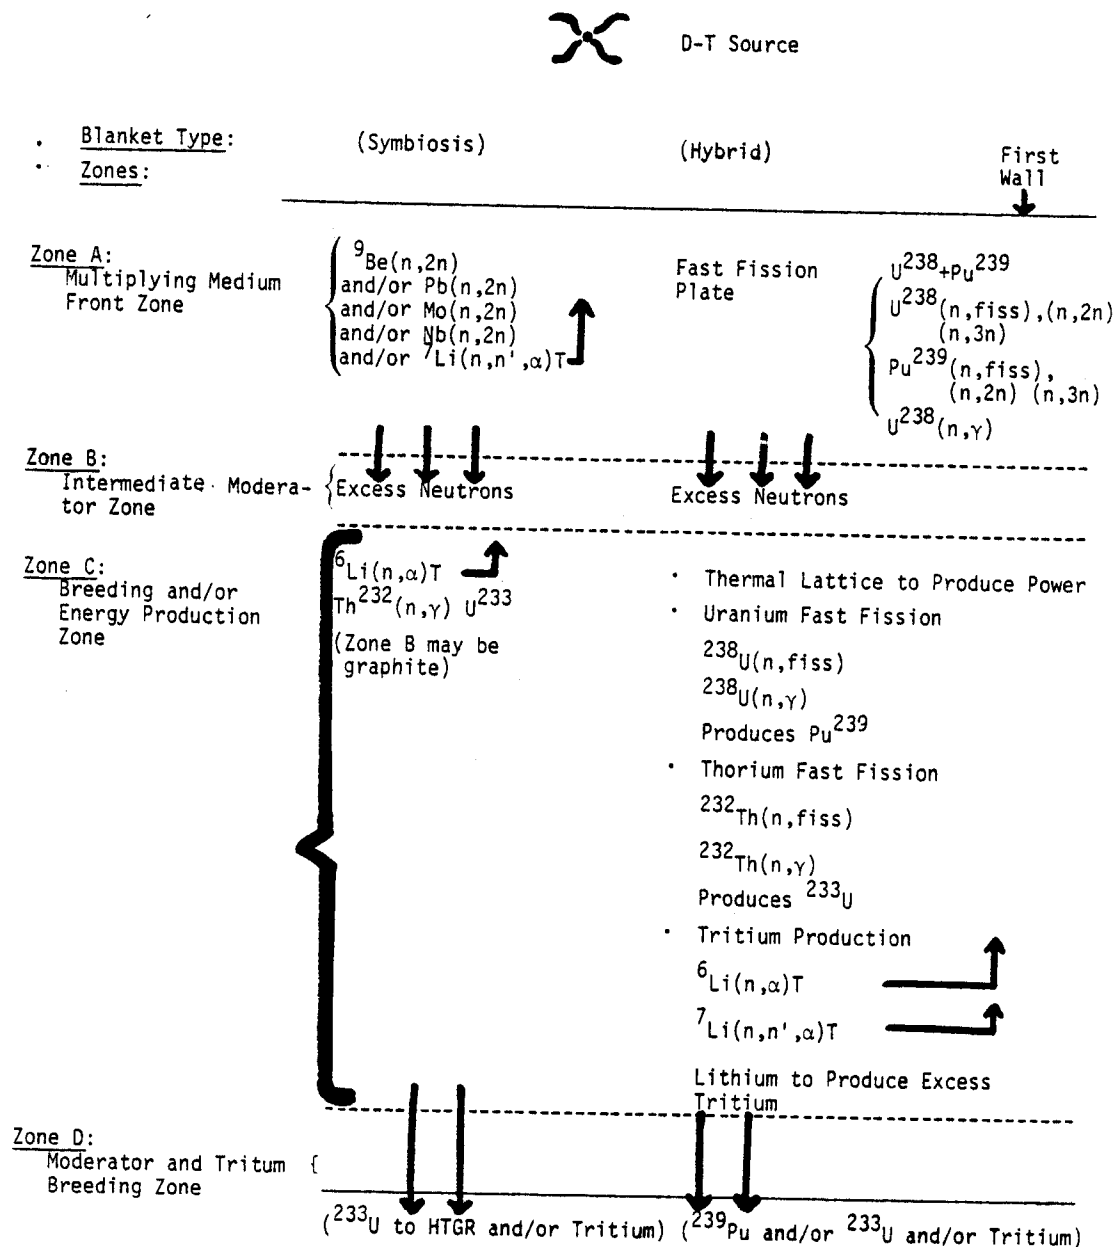 D-T Source
Blanket Type: (Symbiosis) (Hybrid) First
Zones: Wall
Zone A: ⁹Be(n,2n) Fast Fission U²³⁸+Pu²³⁹
Multiplying Medium and/or Pb(n,2n) Plate U²³⁸(n,fiss),(n,2n)
Front Zone and/or Mo(n,2n) (n,3n)
and/or Nb(n,2n) Pu²³⁹(n,fiss),
and/or ⁷Li(n,n',α)T (n,2n) (n,3n)
U²³⁸(n,γ)
Zone B:
Intermediate Modera- {Excess Neutrons Excess Neutrons
tor Zone
Zone C: ⁶Li(n,α)T · Thermal Lattice to Produce Power
Breeding and/or Th²³²(n,γ) U²³³ · Uranium Fast Fission
Energy Production (Zone B may be ²³⁸U(n,fiss)
Zone graphite) ²³⁸U(n,γ)
Produces Pu²³⁹
· Thorium Fast Fission
²³²Th(n,fiss)
²³²Th(n,γ)
Produces ²³³U
· Tritium Production
⁶Li(n,α)T
⁷Li(n,n',α)T
Lithium to Produce Excess
Tritium
Zone D:
Moderator and Tritum {
Breeding Zone
(²³³U to HTGR and/or Tritium) (²³⁹Pu and/or ²³³U and/or Tritium)